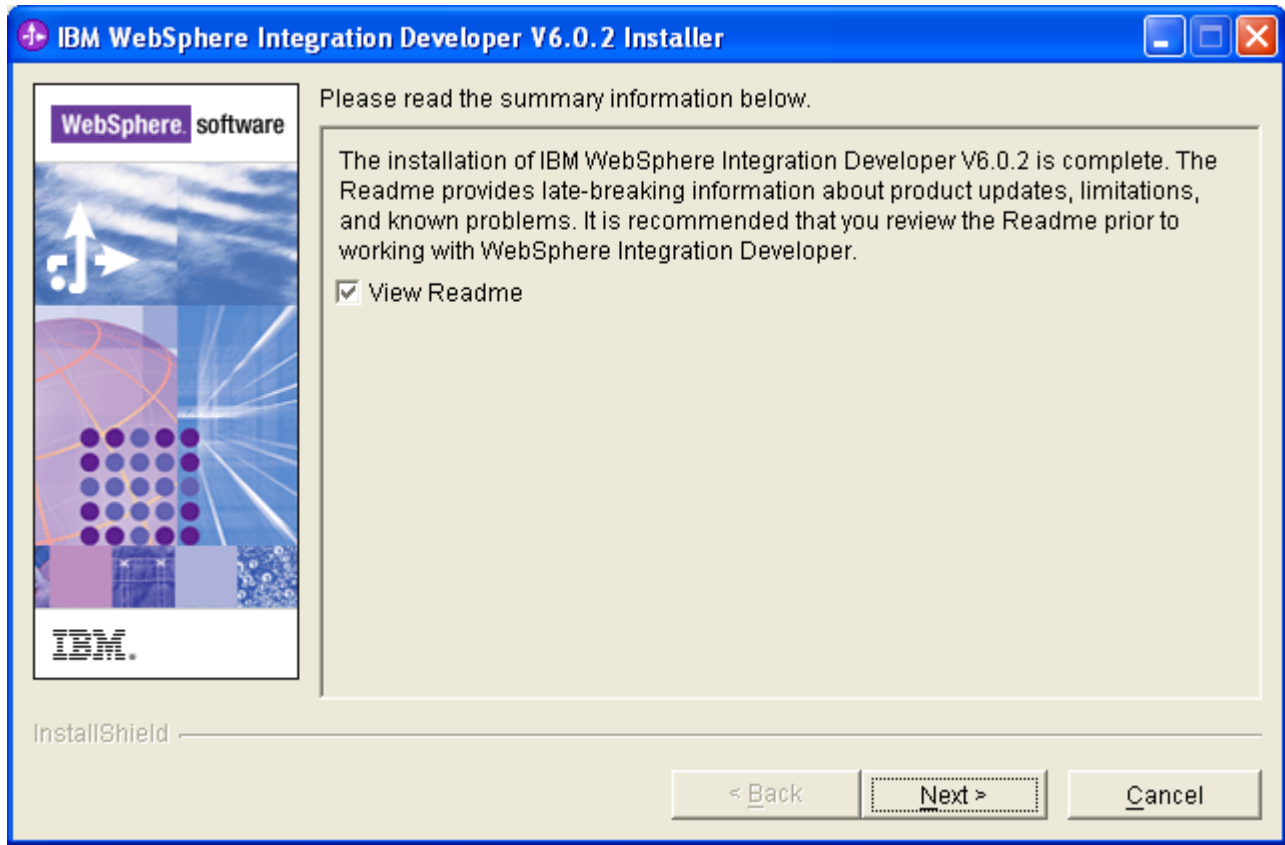 IBM WebSphere Integration Developer V6.0.2 Installer
WebSphere. software
Please read the summary information below.
The installation of IBM WebSphere Integration Developer V6.0.2 is complete. The
Readme provides late-breaking information about product updates, limitations,
and known problems. It is recommended that you review the Readme prior to
working with WebSphere Integration Developer.
View Readme
IBM.
InstallShield
< Back
Next >
Cancel